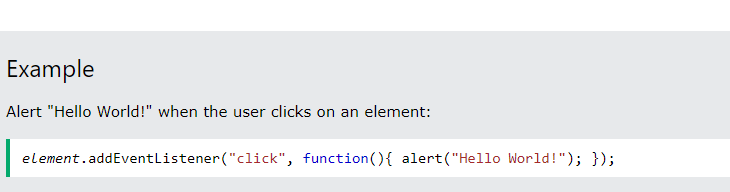 Example
Alert "Hello World!" when the user clicks on an element:
element.addEventListener("click", function(){ alert("Hello World!"); });